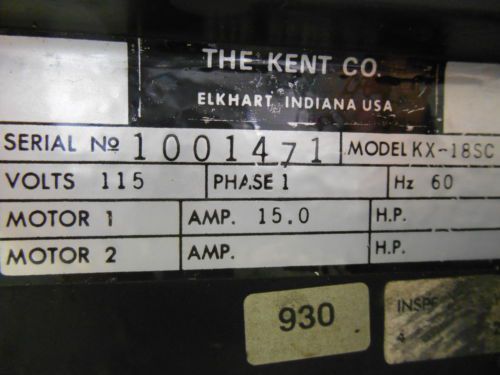 THE KENT CO.
ELKHART, INDIANA USA
SERIAL Nº 1001471 MODEL KX-18SC
VOLTS 115 PHASE 1 Hz 60
MOTOR 1 AMP. 15.0 H.P.
MOTOR 2 AMP. H.P.
930
4